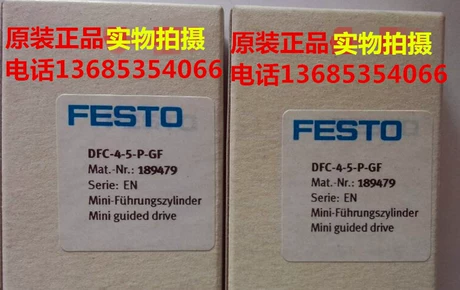 原装正品实物拍摄
电话13685354066
FESTO
DFC-4-5-P-GF
Mat.-Nr.: 189479
Serie: EN
Mini-Führungszylinder
Mini guided drive
原装正品实物拍摄
电话13685354066
FESTO
DFC-4-5-P-GF
Mat.-Nr.: 189479
Serie: EN
Mini-Führungszylinder
Mini guided drive